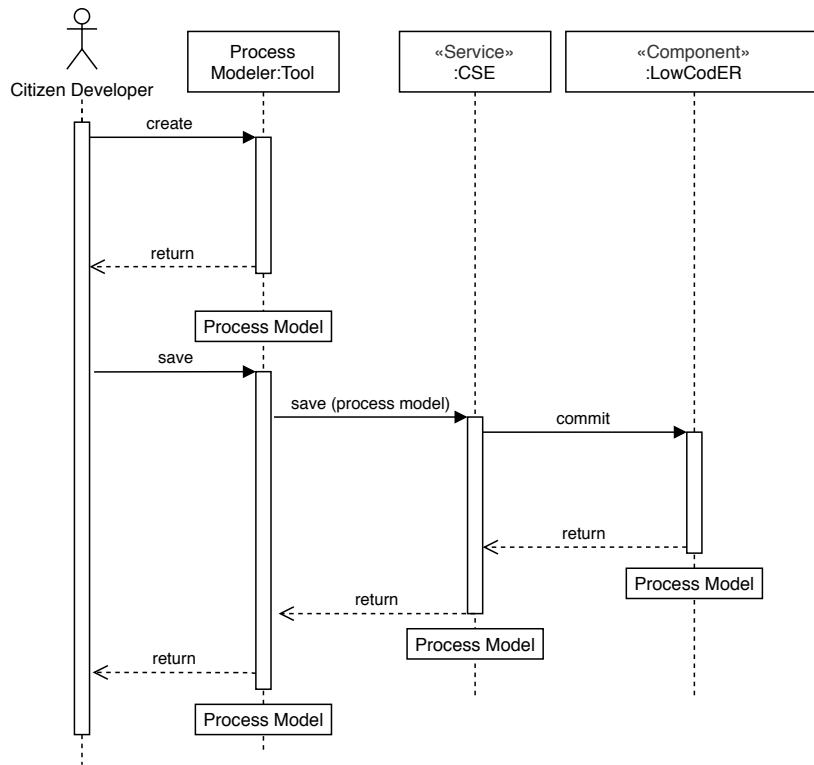 Citizen Developer
Process
Modeler:Tool
«Service»
:CSE
«Component»
:LowCodER
create
return
Process Model
save
save (process model)
commit
return
Process Model
return
Process Model
return
Process Model